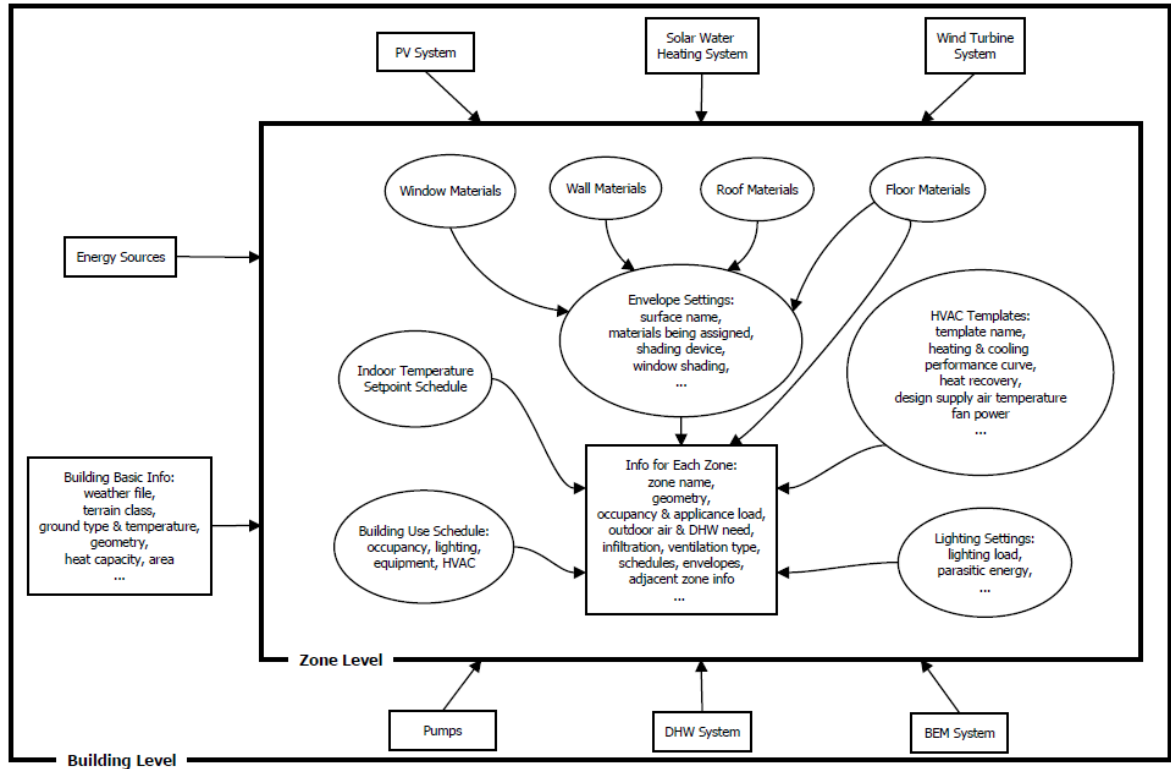 PV System
Solar Water
Heating System
Wind Turbine
System
Window Materials
Wall Materials
Roof Materials
Floor Materials
Energy Sources
Envelope Settings:
surface name,
materials being assigned,
shading device,
window shading,
...
HVAC Templates:
template name,
heating & cooling
performance curve,
heat recovery,
design supply air temperature
fan power
...
Indoor Temperature
Setpoint Schedule
Building Basic Info:
weather file,
terrain class,
ground type & temperature,
geometry,
heat capacity, area
...
Info for Each Zone:
zone name,
geometry,
occupancy & applicance load,
outdoor air & DHW need,
infiltration, ventilation type,
schedules, envelopes,
adjacent zone info
...
Building Use Schedule:
occupancy, lighting,
equipment, HVAC
Lighting Settings:
lighting load,
parasitic energy,
...
Zone Level
Pumps
DHW System
BEM System
Building Level